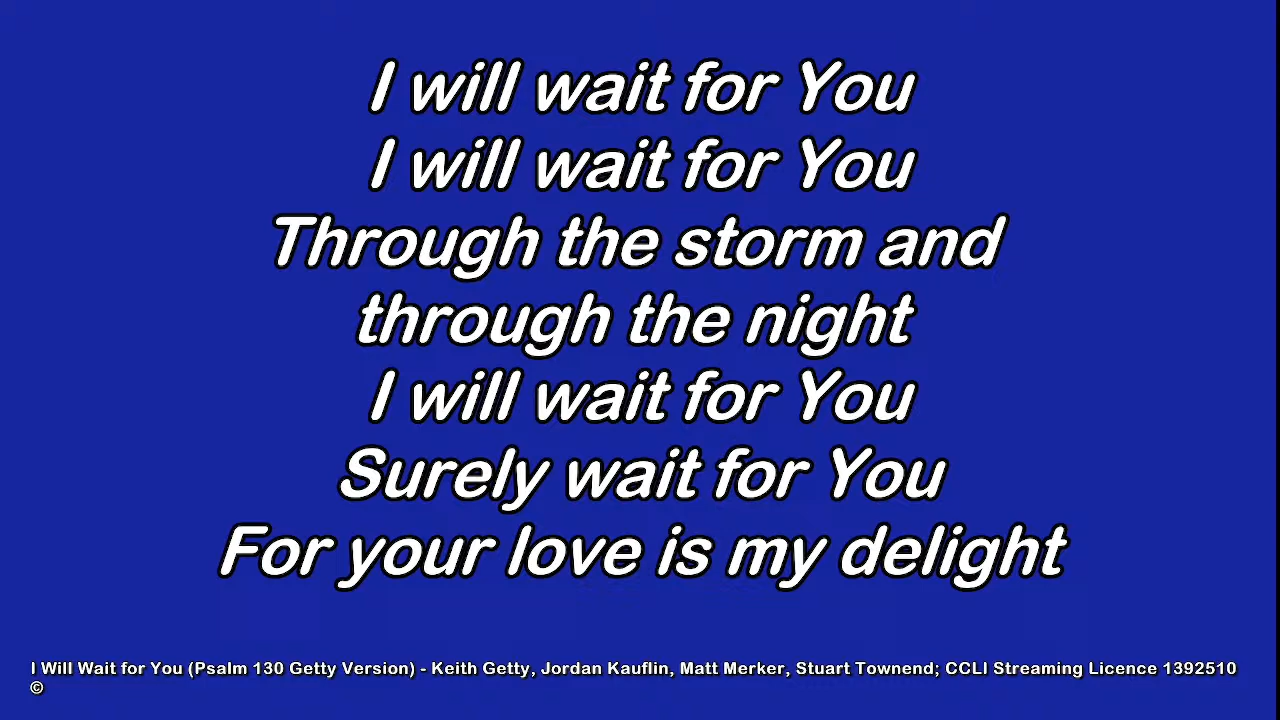 I will wait for You
I will wait for You
Through the storm and
through the night
I will wait for You
Surely wait for You
For your love is my delight
I Will Wait for You (Psalm 130 Getty Version) - Keith Getty, Jordan Kauflin, Matt Merker, Stuart Townend; CCLI Streaming Licence 1392510
©